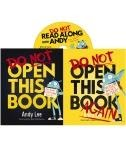 DO NOT
READ ALONG
WITH ANDY
DO NOT
OPEN
THIS
BOOK
Andy Lee
DO NOT
OPEN
THIS
BOOK
AGAIN